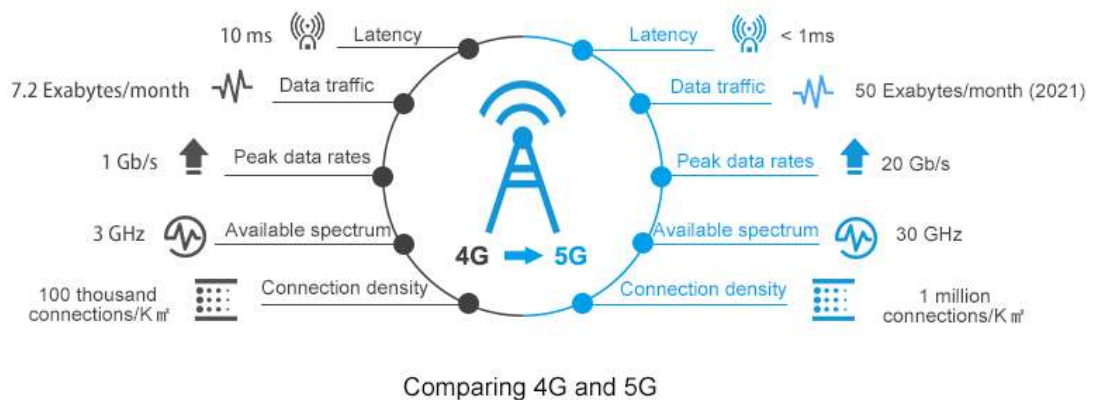 10 ms Latency
7.2 Exabytes/month Data traffic
1 Gb/s Peak data rates
3 GHz Available spectrum
100 thousand
connections/K㎡
Connection density
4G 5G
Latency < 1ms
Data traffic 50 Exabytes/month (2021)
Peak data rates 20 Gb/s
Available spectrum 30 GHz
Connection density
1 million
connections/K㎡
Comparing 4G and 5G